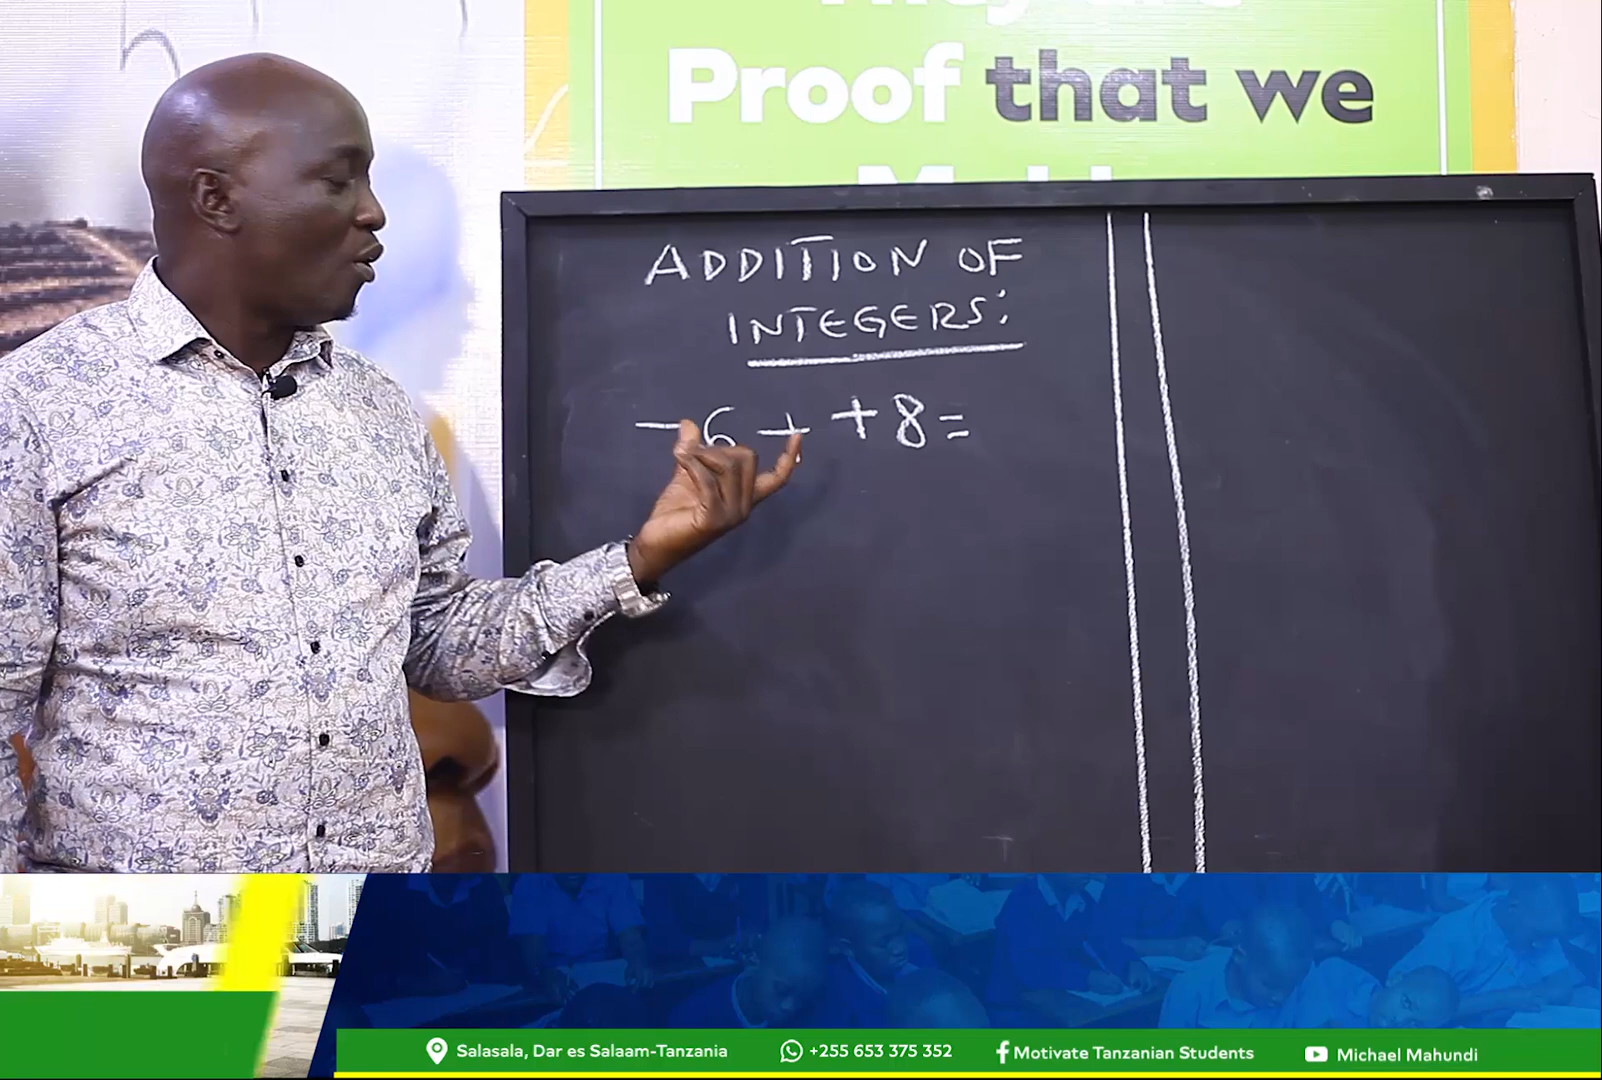 Proof that we
ADDITION OF
INTEGERS:
-6 + +8=
Salasala, Dar es Salaam-Tanzania
+255 653 375 352
Motivate Tanzanian Students
Michael Mahundi